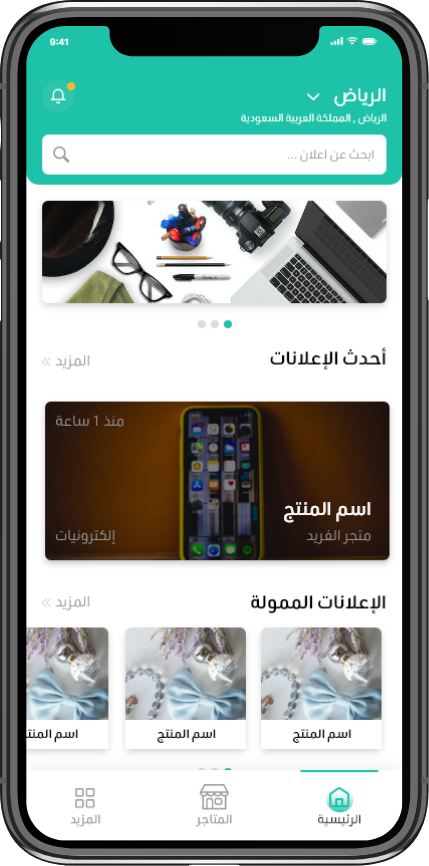 9:41
الرياض
الرياض , المملكة العربية السعودية
ابحث عن اعلان ...
أحدث الإعلانات
المزيد »
منذ 1 ساعة
اسم المنتج
متجر الفريد
إلكترونيات
الإعلانات الممولة
المزيد »
اسم المنتج
اسم المنتج
اسم المنت
الرئيسية
المتاجر
المزيد